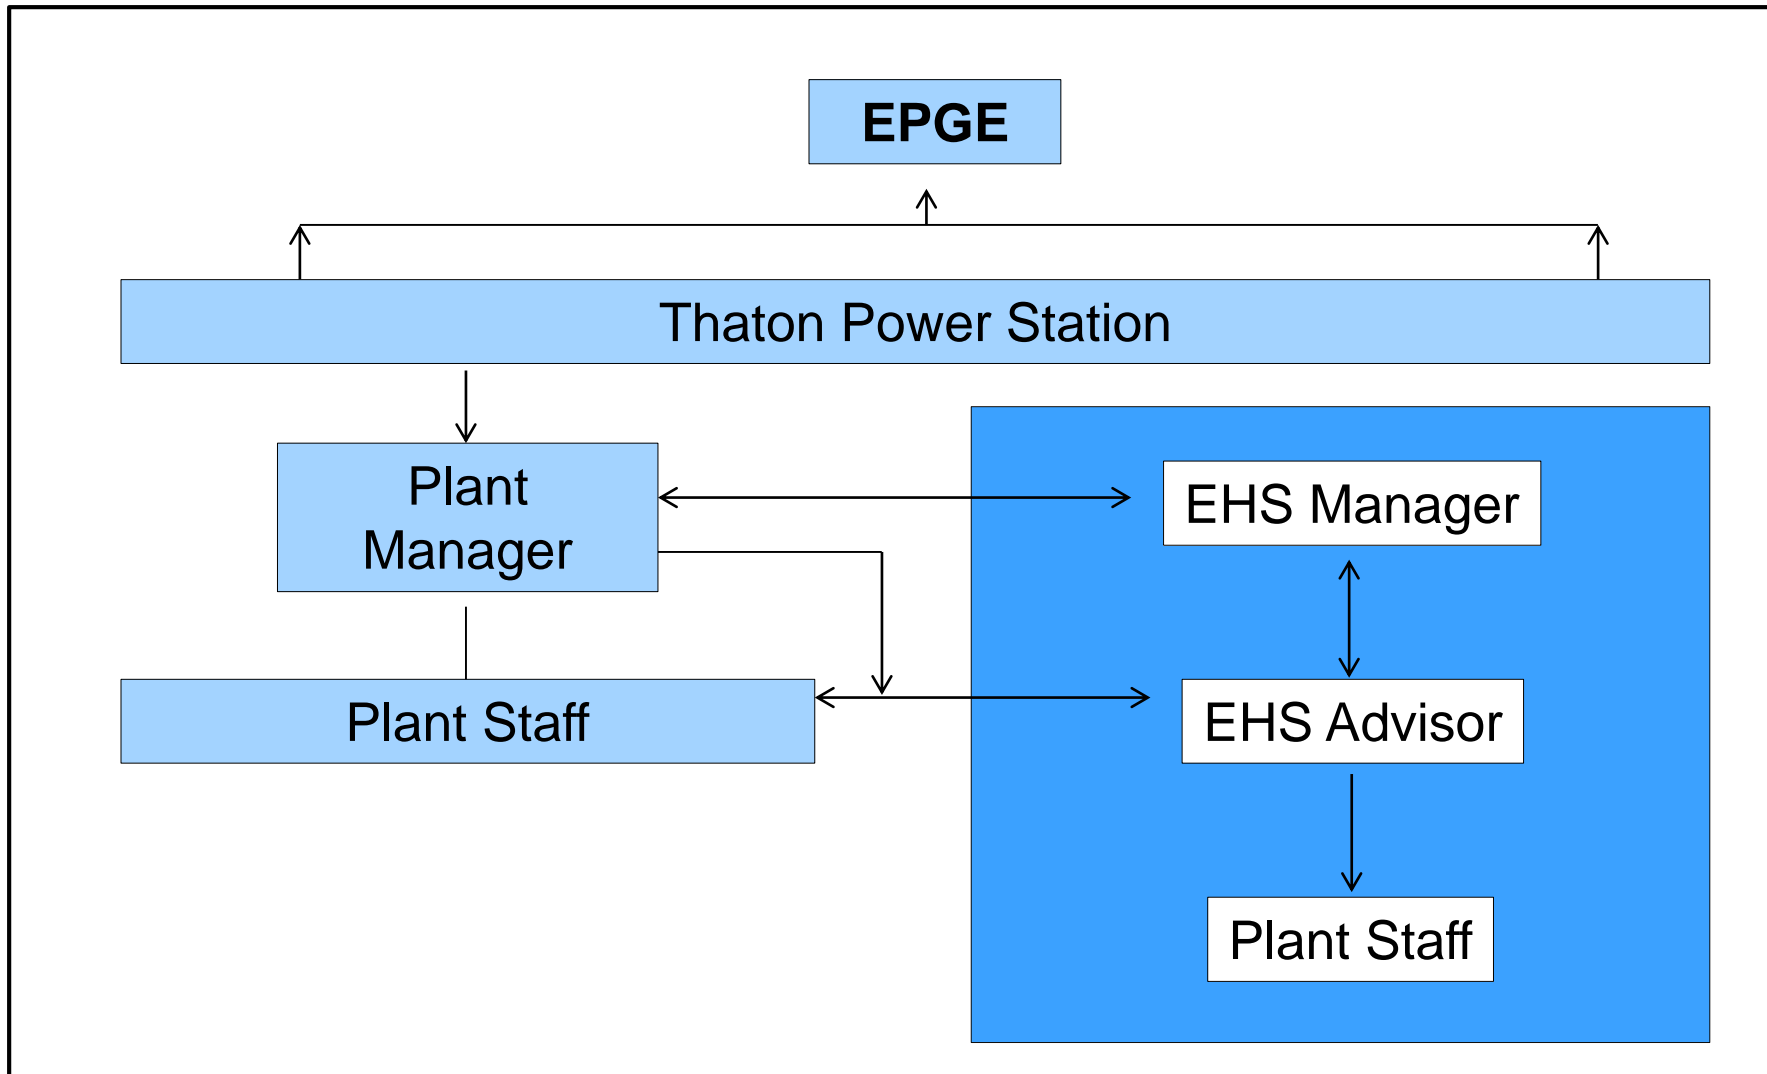 EPGE
Thaton Power Station
Plant
Manager
EHS Manager
Plant Staff
EHS Advisor
Plant Staff